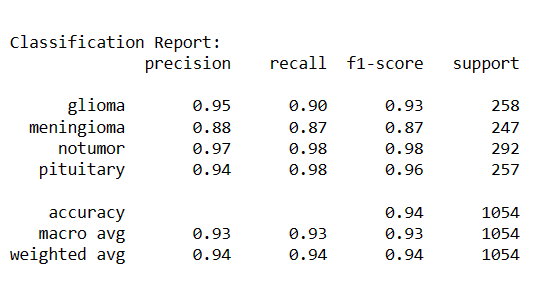 Classification Report:
precision recall f1-score support
glioma 0.95 0.90 0.93 258
meningioma 0.88 0.87 0.87 247
notumor 0.97 0.98 0.98 292
pituitary 0.94 0.98 0.96 257
accuracy 0.94 1054
macro avg 0.93 0.93 0.93 1054
weighted avg 0.94 0.94 0.94 1054